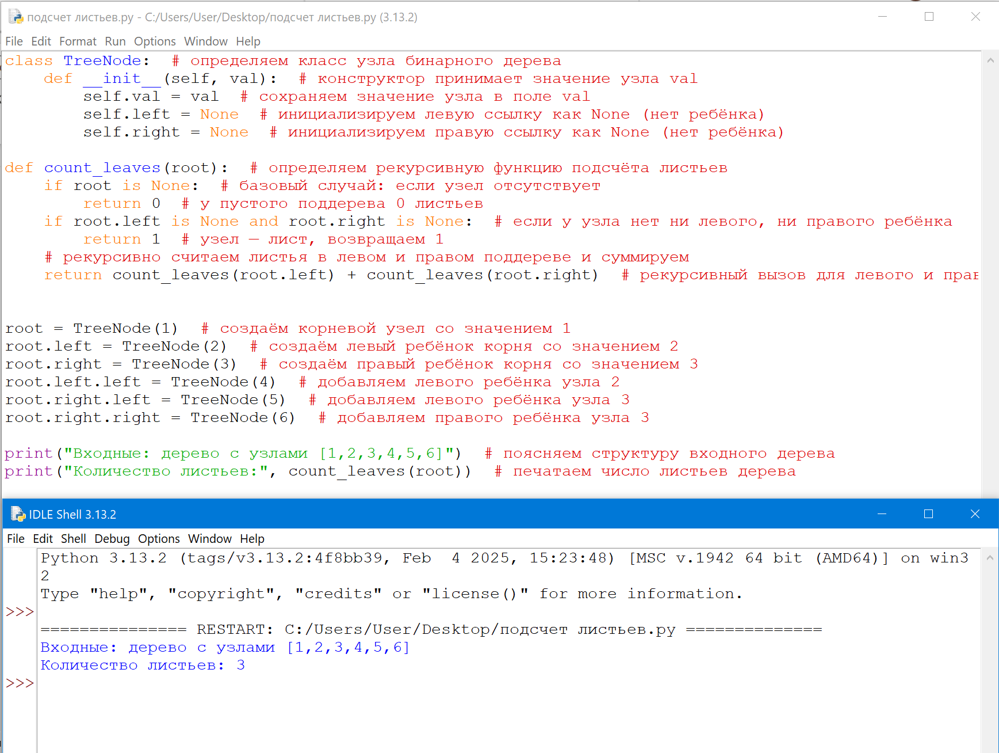 подсчет листьев.py - C:/Users/User/Desktop/подсчет листьев.py (3.13.2)
File Edit Format Run Options Window Help
class TreeNode:  # определяем класс узла бинарного дерева
    def __init__(self, val):  # конструктор принимает значение узла val
        self.val = val  # сохраняем значение узла в поле val
        self.left = None  # инициализируем левую ссылку как None (нет ребёнка)
        self.right = None  # инициализируем правую ссылку как None (нет ребёнка)
def count_leaves(root):  # определяем рекурсивную функцию подсчёта листьев
    if root is None:  # базовый случай: если узел отсутствует
        return 0  # у пустого поддерева 0 листьев
    if root.left is None and root.right is None:  # если у узла нет ни левого, ни правого ребёнка
        return 1  # узел — лист, возвращаем 1
    # рекурсивно считаем листья в левом и правом поддереве и суммируем
    return count_leaves(root.left) + count_leaves(root.right)  # рекурсивный вызов для левого и
root = TreeNode(1)  # создаём корневой узел со значением 1
root.left = TreeNode(2)  # создаём левый ребёнок корня со значением 2
root.right = TreeNode(3)  # создаём правый ребёнок корня со значением 3
root.left.left = TreeNode(4)  # добавляем левого ребёнка узла 2
root.right.left = TreeNode(5)  # добавляем левого ребёнка узла 3
root.right.right = TreeNode(6)  # добавляем правого ребёнка узла 3
print("Входные: дерево с узлами [1,2,3,4,5,6]")  # поясняем структуру входного дерева
print("Количество листьев:", count_leaves(root))  # печатаем число листьев дерева
IDLE Shell 3.13.2
File Edit Shell Debug Options Window Help
Python 3.13.2 (tags/v3.13.2:4f8bb39, Feb  4 2025, 15:23:48) [MSC v.1942 64 bit (AMD64)] on win3
2
Type "help", "copyright", "credits" or "license()" for more information.
>>>
=============== RESTART: C:/Users/User/Desktop/подсчет листьев.py ==============
Входные: дерево с узлами [1,2,3,4,5,6]
Количество листьев: 3
>>>